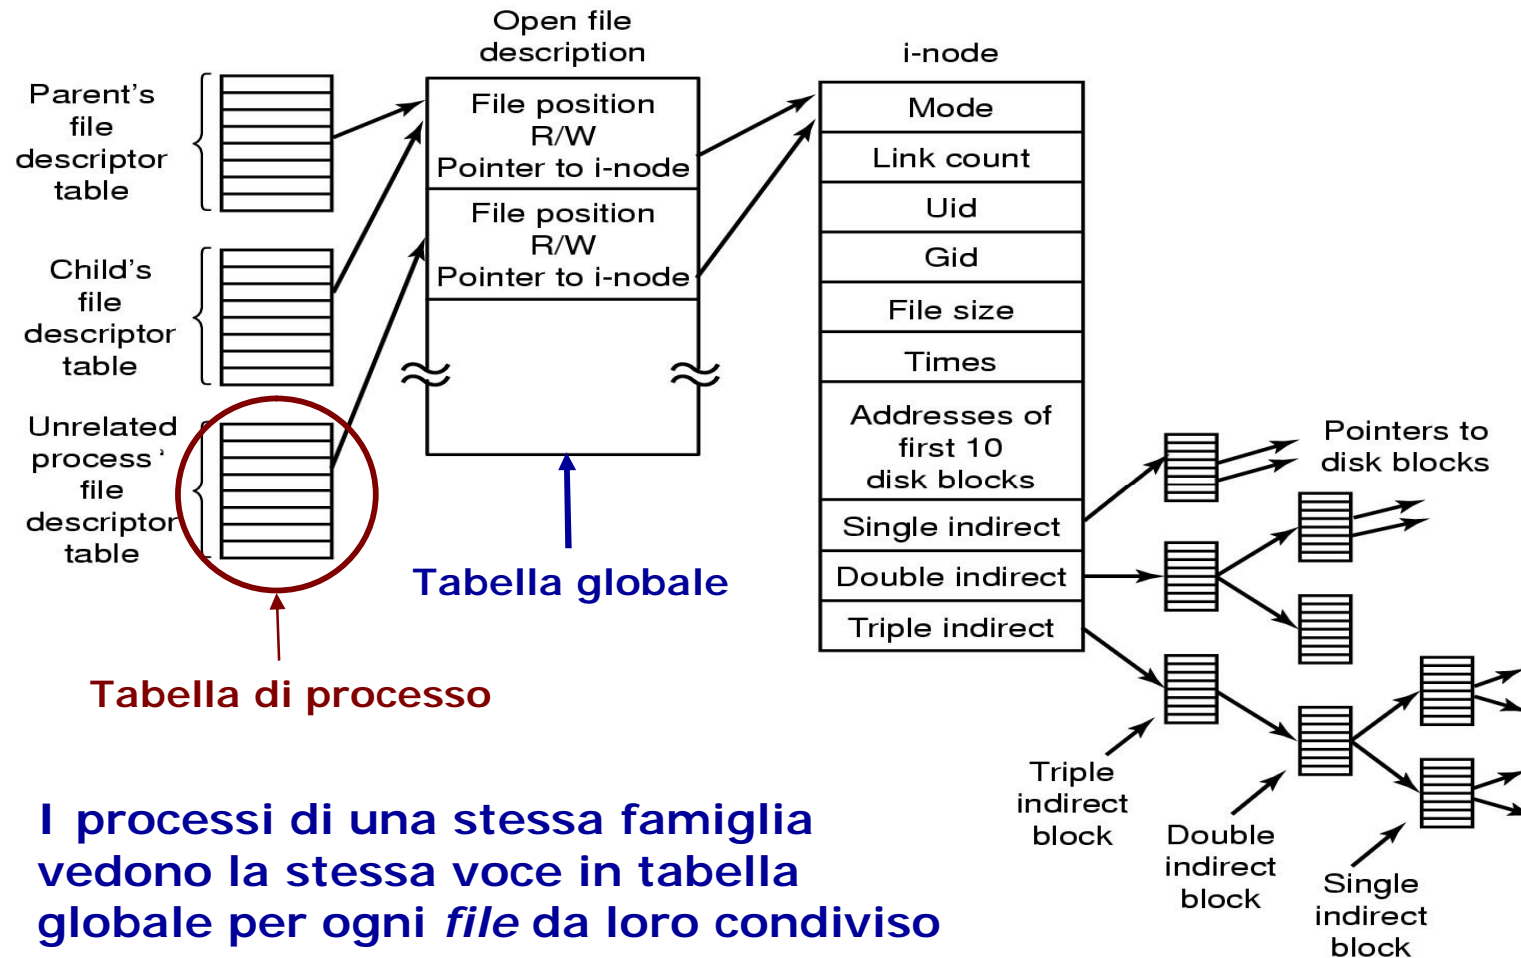 Open file
description
i-node
Parent's
file
descriptor
table
File position
R/W
Pointer to i-node
Mode
Link count
Uid
File position
R/W
Pointer to i-node
Gid
Child's
file
descriptor
table
File size
Times
Addresses of
first 10
disk blocks
Unrelated
process'
file
descriptor
table
Pointers to
disk blocks
Single indirect
Double indirect
Triple indirect
Tabella globale
Tabella di processo
Triple
indirect
block
Double
indirect
block
Single
indirect
block
I processi di una stessa famiglia
vedono la stessa voce in tabella
globale per ogni file da loro condiviso